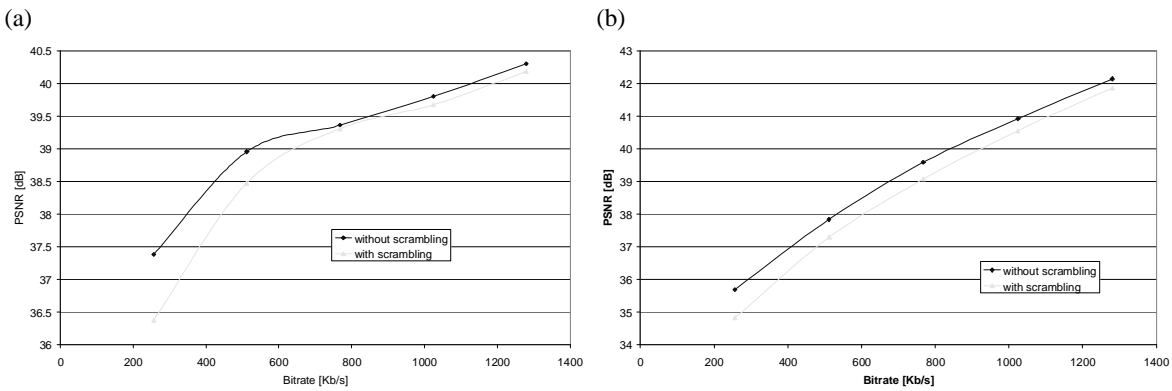 (a)
(b)
40.5
40
39.5
39
38.5
38
37.5
37
36.5
36
PSNR [dB]
without scrambling
with scrambling
0 200 400 600 800 1000 1200 1400
Bitrate [Kb/s]
43
42
41
40
39
38
37
36
35
34
PSNR [dB]
without scrambling
with scrambling
0 200 400 600 800 1000 1200 1400
Bitrate [Kb/s]